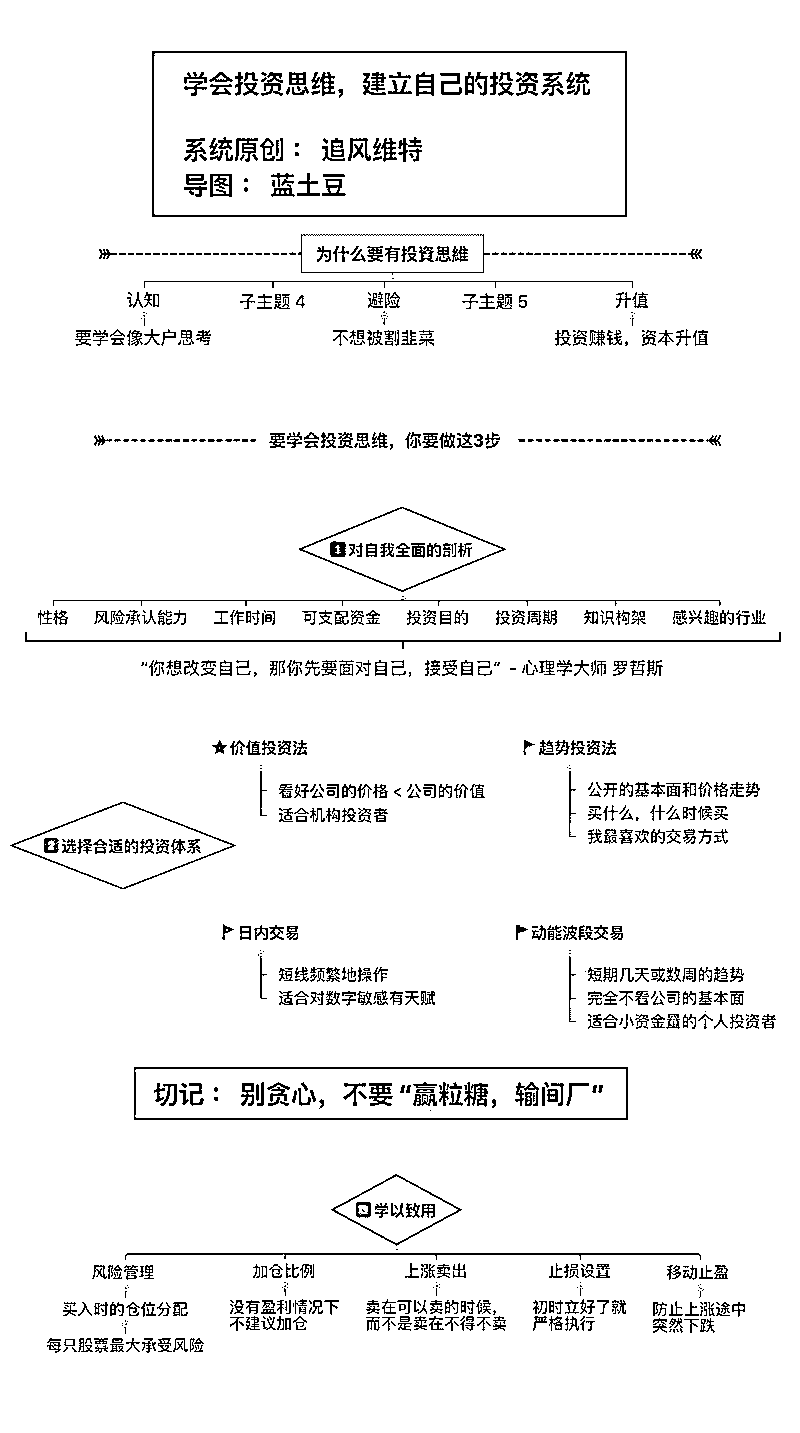 学会投资思维，建立自己的投资系统
系统原创： 追风维特
导图： 蓝土豆
为什么要有投資思維
认知
子主题 4
避险
子主题 5
升值
要学会像大户思考
不想被割韭菜
投资赚钱，资本升值
要学会投资思维，你要做这3步
1 对自我全面的剖析
性格
风险承认能力
工作时间
可支配资金
投资目的
投资周期
知识构架
感兴趣的行业
“你想改变自己，那你先要面对自己，接受自己” – 心理学大师 罗哲斯
价值投资法
看好公司的价格 < 公司的价值
适合机构投资者
趋势投资法
公开的基本面和价格走势
买什么，什么时候买
我最喜欢的交易方式
2 选择合适的投资体系
日内交易
短线频繁地操作
适合对数字敏感有天赋
动能波段交易
短期几天或数周的趋势
完全不看公司的基本面
适合小资金量的个人投资者
切记： 别贪心，不要 “赢粒糖，输间厂”
学以致用
风险管理
买入时的仓位分配
每只股票最大承受风险
加仓比例
没有盈利情况下
不建议加仓
上涨卖出
卖在可以卖的时候，
而不是卖在不得不卖
止损设置
初时立好了就
严格执行
移动止盈
防止上涨途中
突然下跌